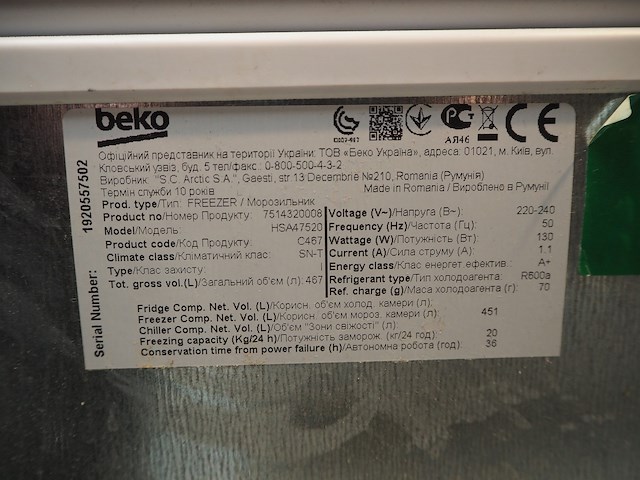 beko
АЯ46
Офіційний представник на території України: ТОВ «Беко Україна», адреса: 01021, м. Київ, вул.
Кловський узвіз, буд. 5 тел/факс.: 0-800-500-4-3-2
Виробник: "S.C. Arctic S.A.", Gaesti, str 13 Decembrie №210, Romania (Румунія)
Термін служби 10 років
Made in Romania / Вироблено в Румунії
Prod. type/Тип: FREEZER / Морозильник
Product no/Номер Продукту: 7514320008
Model/Модель: HSA47520
Product code/Код Продукту: C467
Climate class/Кліматичний клас: SN-T
Type/Клас захисту:
Tot. gross vol.(L)/Загальний об'єм (л): 467
Voltage (V~)/Напруга (В~): 220-240
Frequency (Hz)/Частота (Гц): 50
Wattage (W)/Потужність (Вт): 130
Current (A)/Сила струму (А): 1.1
Energy class/Клас енергет.ефектив.: A+
Refrigerant type/Тип холодоагента: R600a
Ref. charge (g)/Маса холодоагента (г): 70
Fridge Comp. Net. Vol. (L)/Корисн. об'єм холод. камери (л):
Freezer Comp. Net. Vol. (L)/Корисн. об'єм мороз. камери (л): 451
Chiller Comp. Net. Vol. (L)/Об'єм "Зони свіжості" (л):
Freezing capacity (Kg/24 h)/Потужність заморож. (кг/24 год) 20
Conservation time from power failure (h)/Автономна робота (год) 36
Serial Number: 1920557502